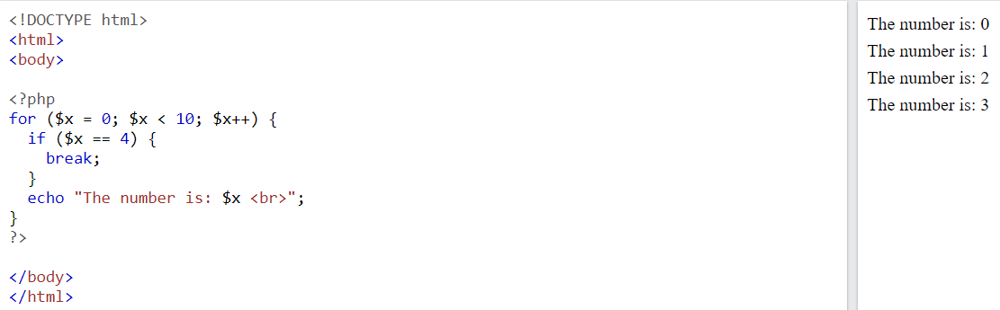 <!DOCTYPE html>
<html>
<body>
<?php
for ($x = 0; $x < 10; $x++) {
  if ($x == 4) {
    break;
  }
  echo "The number is: $x <br>";
}
?>
</body>
</html>
The number is: 0
The number is: 1
The number is: 2
The number is: 3